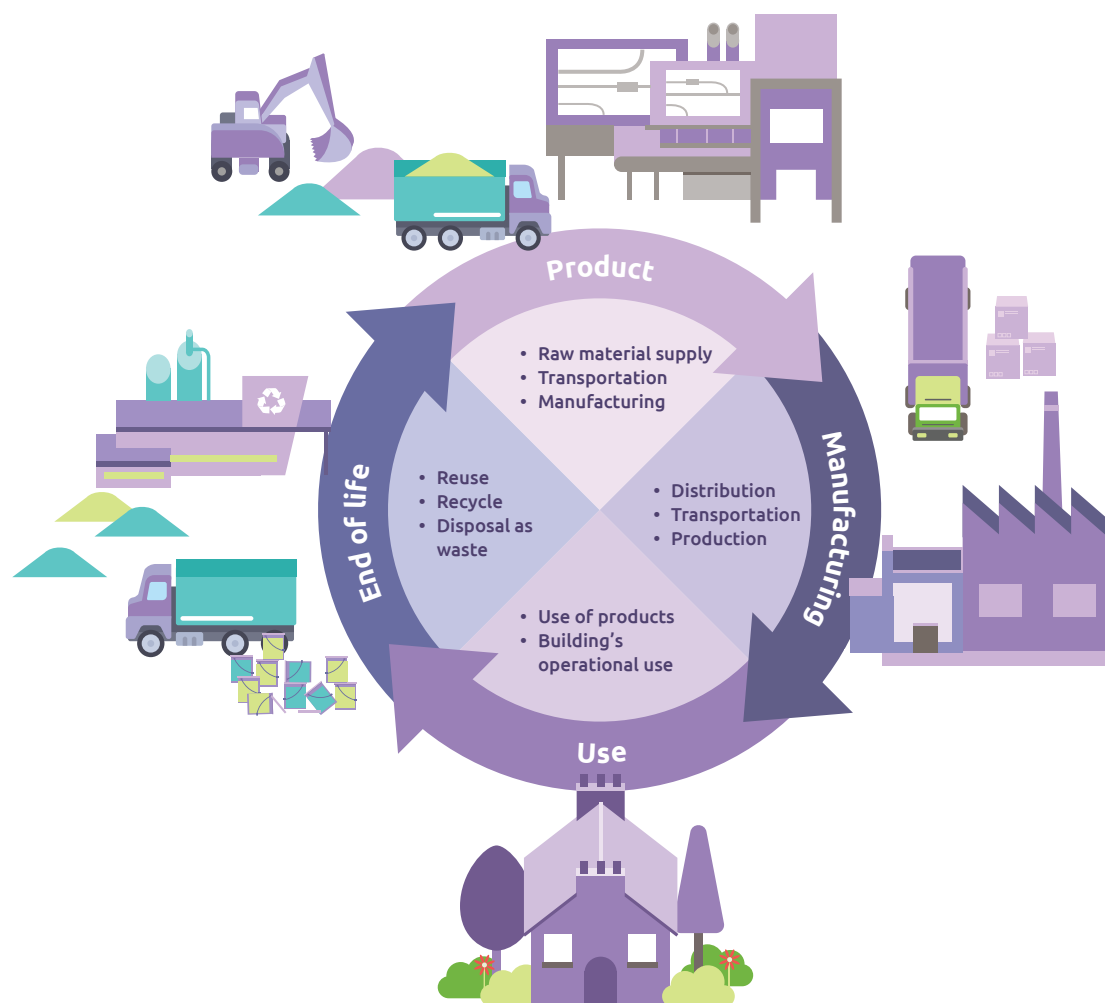 Product
• Raw material supply
• Transportation
• Manufacturing
Manufacturing
• Distribution
• Transportation
• Production
Use
• Use of products
• Building’s
operational use
End of life
• Reuse
• Recycle
• Disposal as
waste